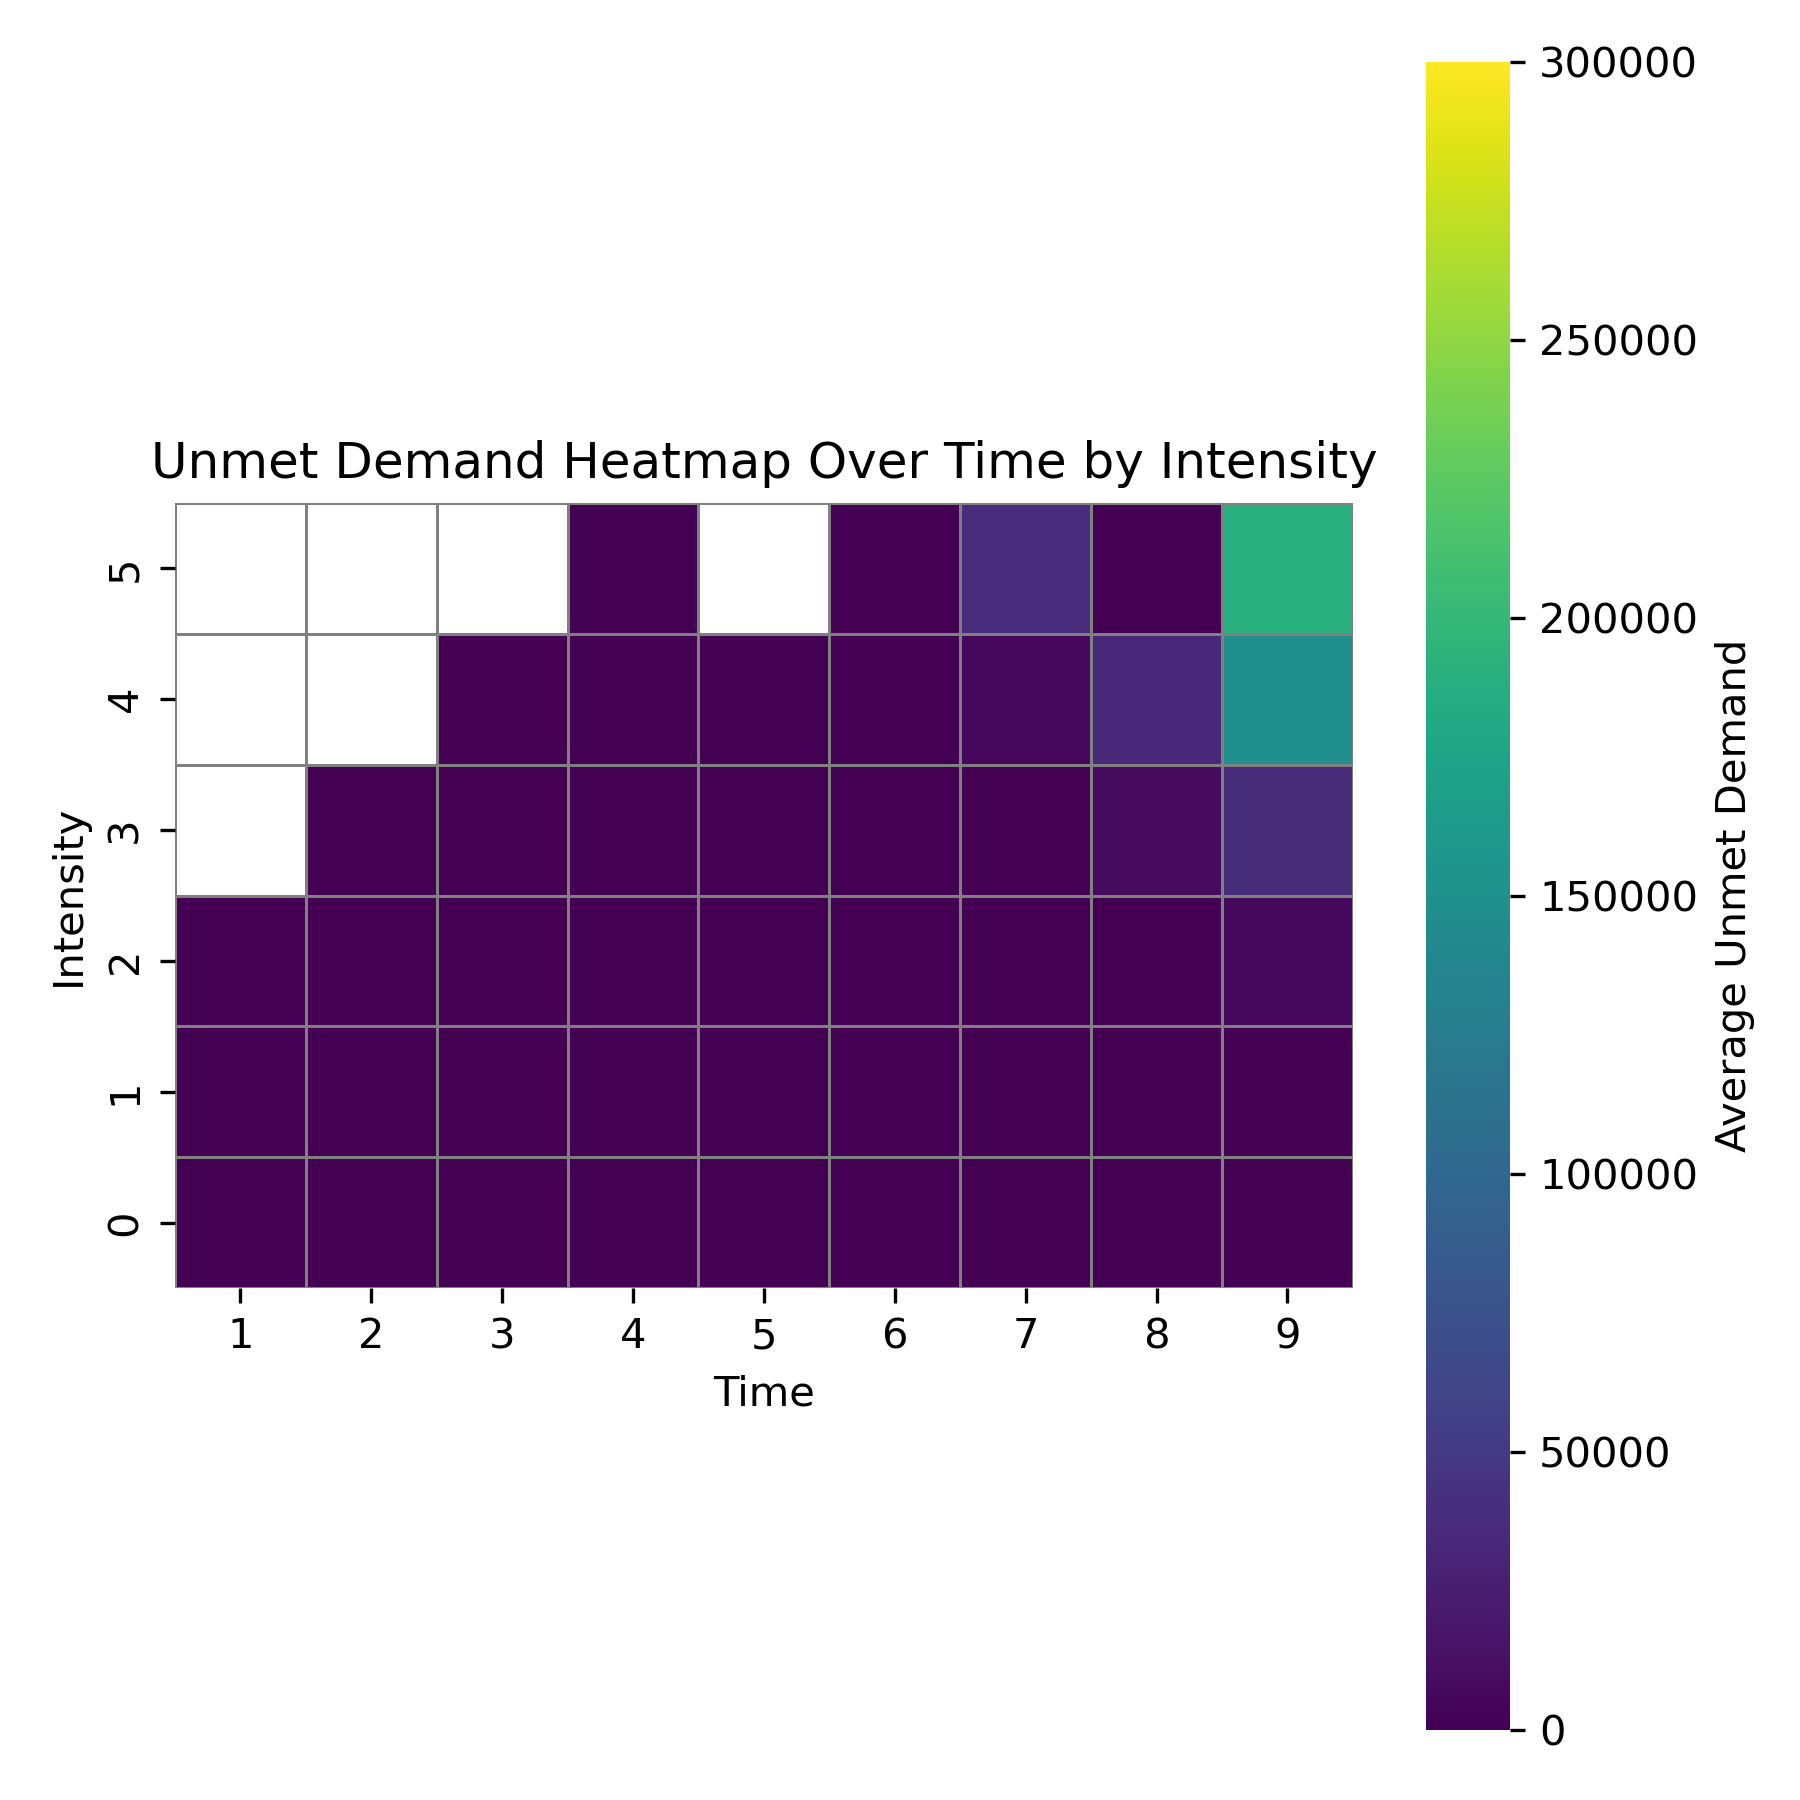 Unmet Demand Heatmap Over Time by Intensity
Intensity
5
4
3
2
1
0
1 2 3 4 5 6 7 8 9
Time
300000
250000
200000
150000
100000
50000
0
Average Unmet Demand